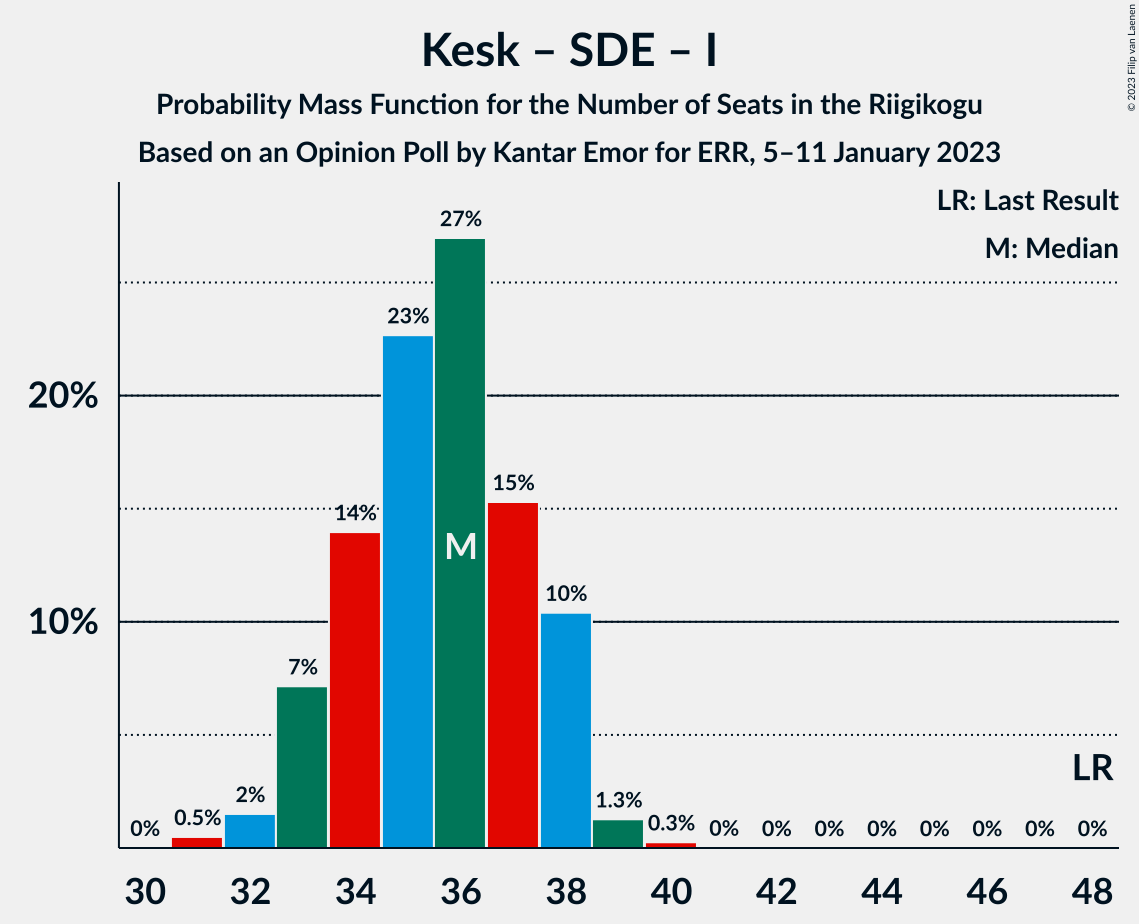 Kesk – SDE – I
Probability Mass Function for the Number of Seats in the Riigikogu
Based on an Opinion Poll by Kantar Emor for ERR, 5–11 January 2023
© 2023 Filip van Laenen
LR: Last Result
M: Median
27%
23%
20%
15%
14%
M
10%
10%
7%
LR
2%
1.3%
0.5%
0.3%
0% 0% 0% 0% 0% 0% 0% 0% 0%
30 32 34 36 38 40 42 44 46 48